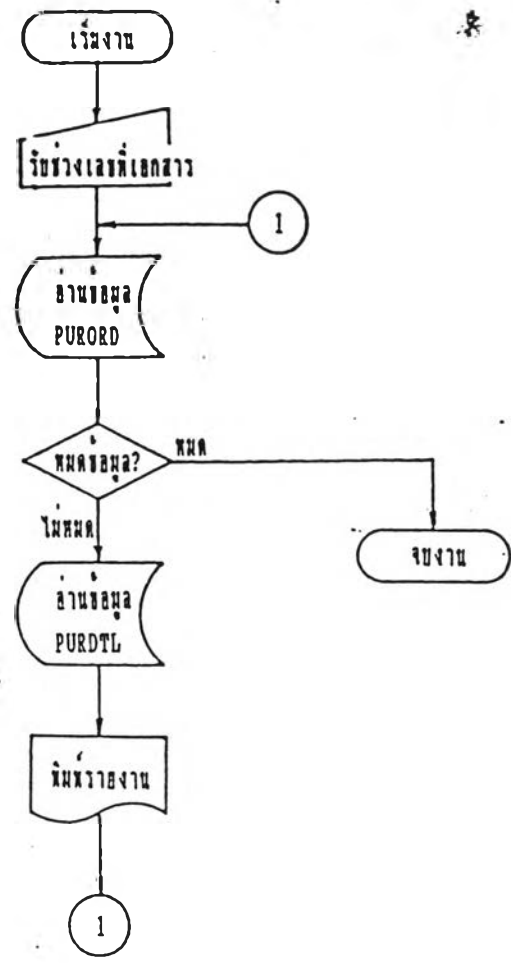 เริ่มงาน
รับช่วงเลขที่เอกสาร
1
อ่านข้อมูล
PURORD
หมดข้อมูล?
หมด
ไม่หมด
จบงาน
อ่านข้อมูล
PURDTL
พิมพ์รายงาน
1